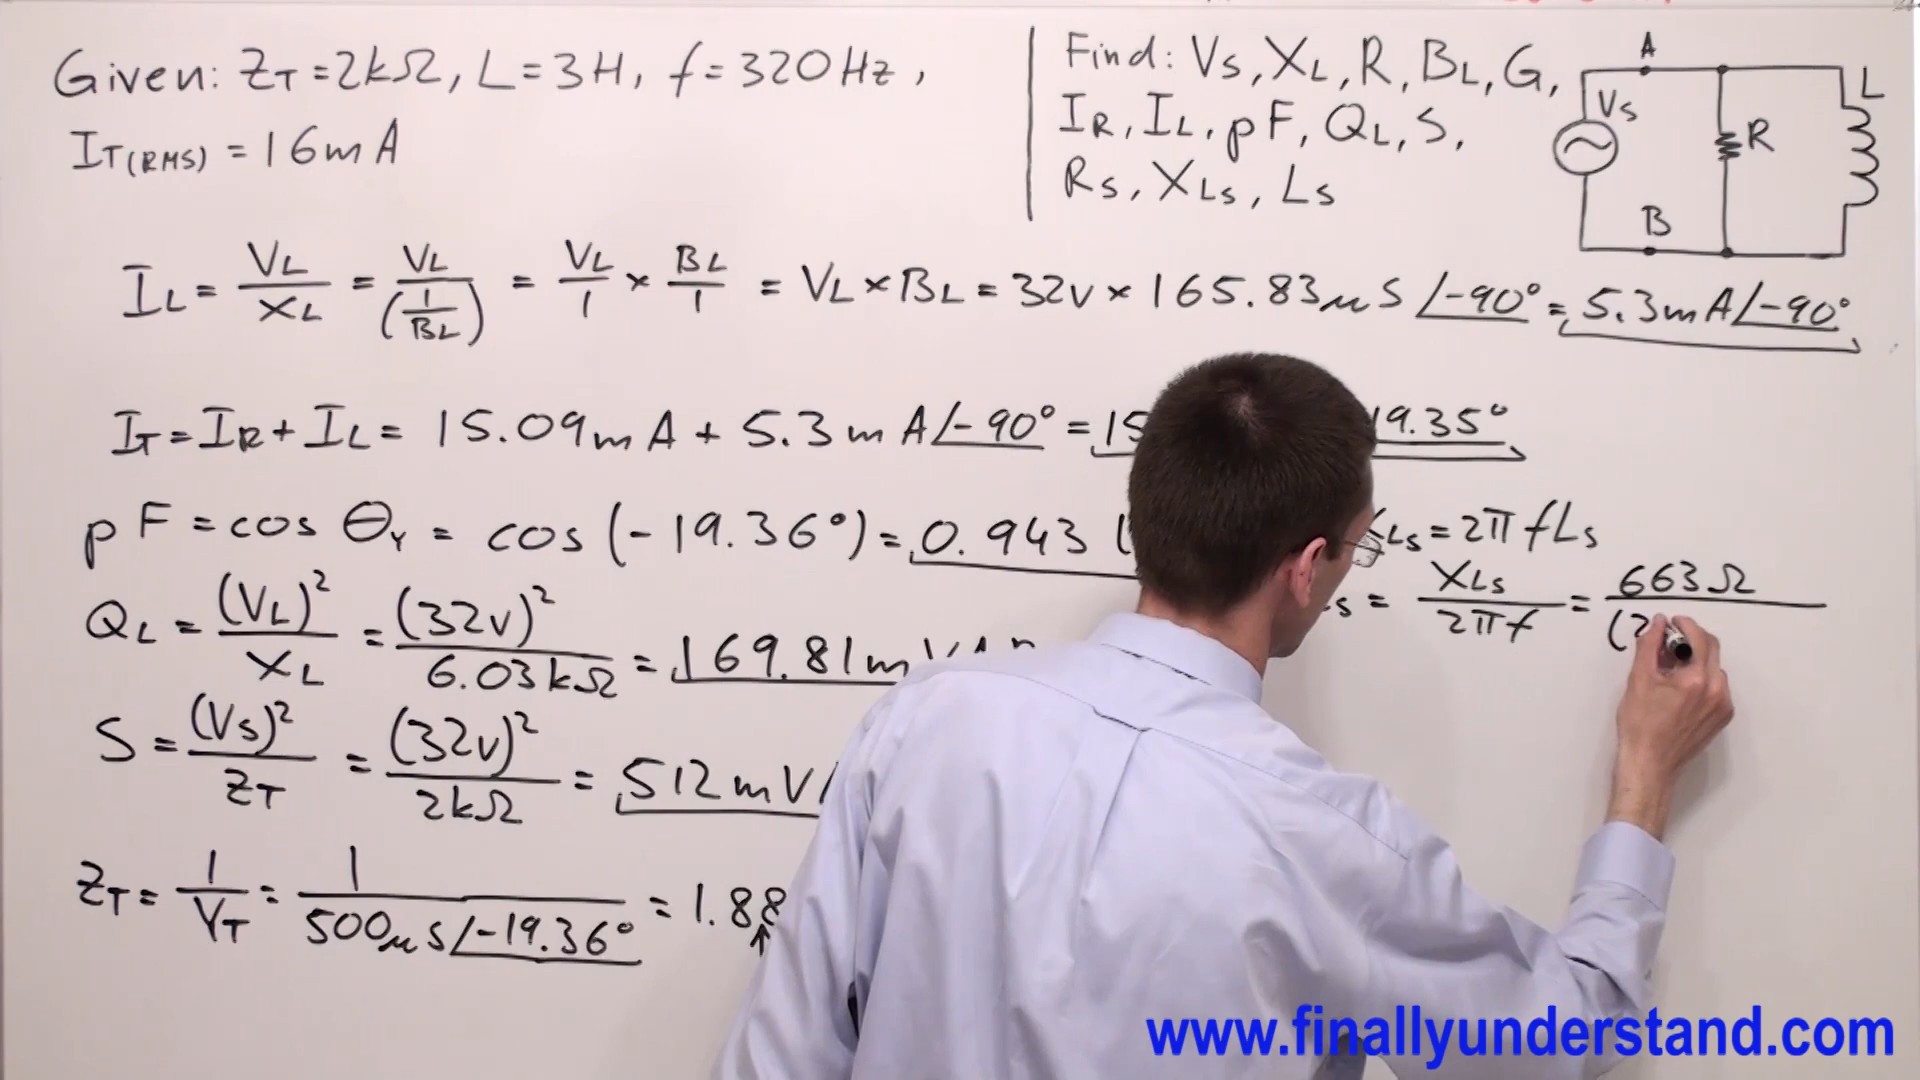 Given: ZT = 2kΩ, L = 3H, f = 320Hz,
IT(RMS) = 16mA
Find: Vs, XL, R, BL, G,
IR, IL, pF, QL, S,
Rs, XLs, Ls
A
Vs
R
L
B
IL = VL/XL = VL/(1/BL) = VL/1 × BL/1 = VL × BL = 32v × 165.83μS /-90° = 5.3mA/-90°
IT = IR + IL = 15.09mA + 5.3mA/-90° = 19.35°
pF = cos θY = cos (-19.36°) = 0.943
QL = (VL)²/XL = (32v)²/6.03kΩ = 169.81m
S = (Vs)²/ZT = (32v)²/2kΩ = 512mV
ZT = 1/YT = 1/500μS/-19.36° = 1.88
XLs = 2πfLs
= XLs/2πf = 663Ω/(2
www.finallyunderstand.com